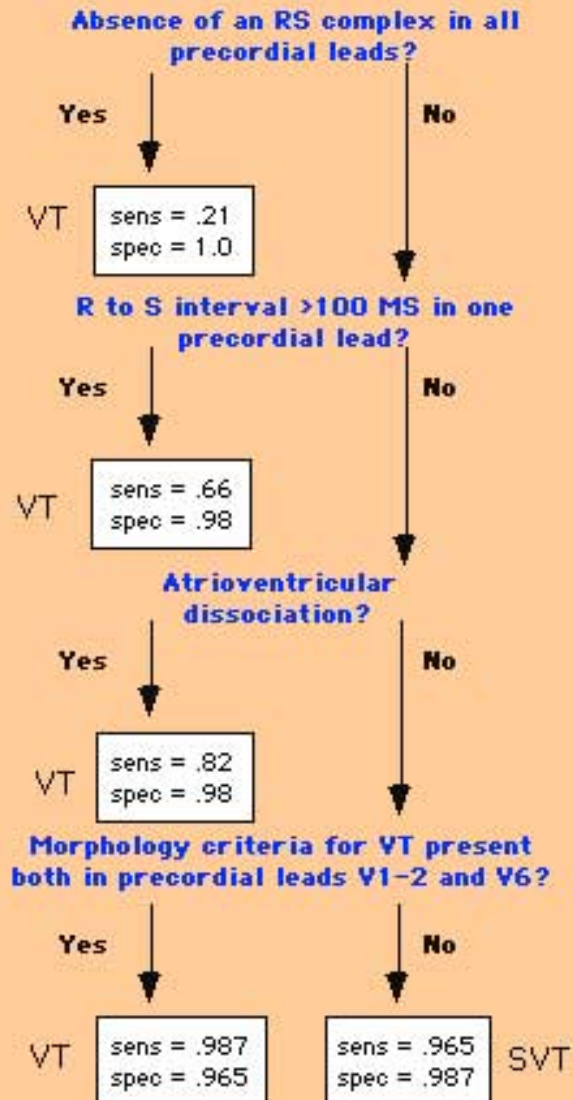 Absence of an RS complex in all
precordial leads?
Yes
No
VT
sens = .21
spec = 1.0
R to S interval >100 MS in one
precordial lead?
Yes
No
VT
sens = .66
spec = .98
Atrioventricular
dissociation?
Yes
No
VT
sens = .82
spec = .98
Morphology criteria for VT present
both in precordial leads V1-2 and V6?
Yes
No
VT
sens = .987
spec = .965
sens = .965
spec = .987
SVT